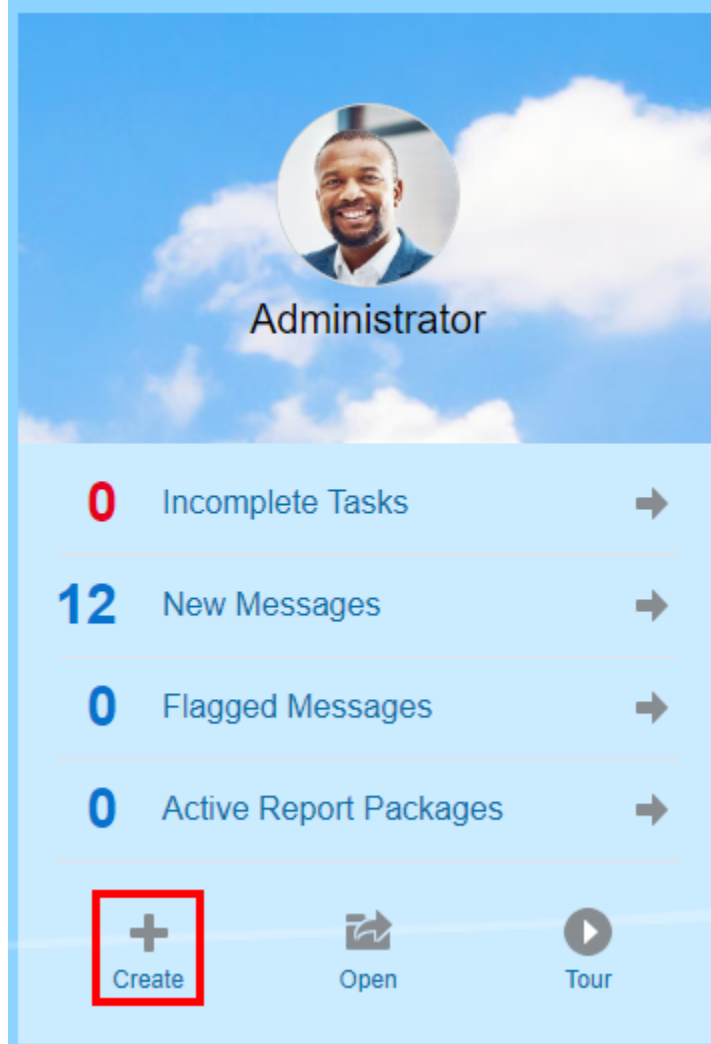 Administrator
0 Incomplete Tasks
12 New Messages
0 Flagged Messages
0 Active Report Packages
Create Open Tour